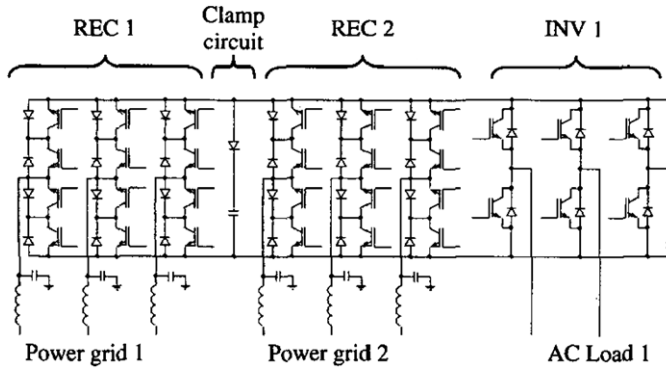 Clamp
REC 1 circuit REC 2 INV 1
Power grid 1 Power grid 2 AC Load 1